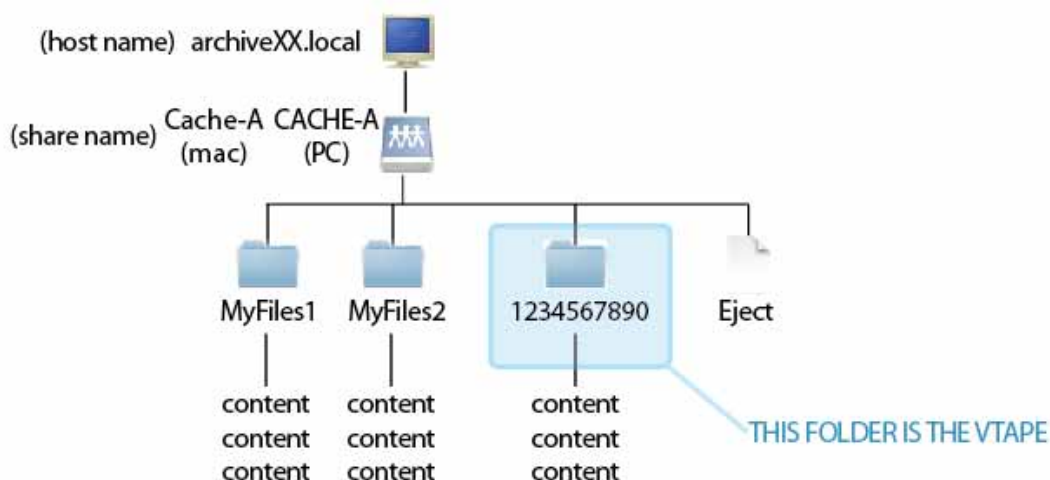 (host name) archiveXX.local
(share name) Cache-A CACHE-A
(mac) (PC)
MyFiles1 MyFiles2 1234567890 Eject
content content content
content content content
content content content
THIS FOLDER IS THE VTAPE